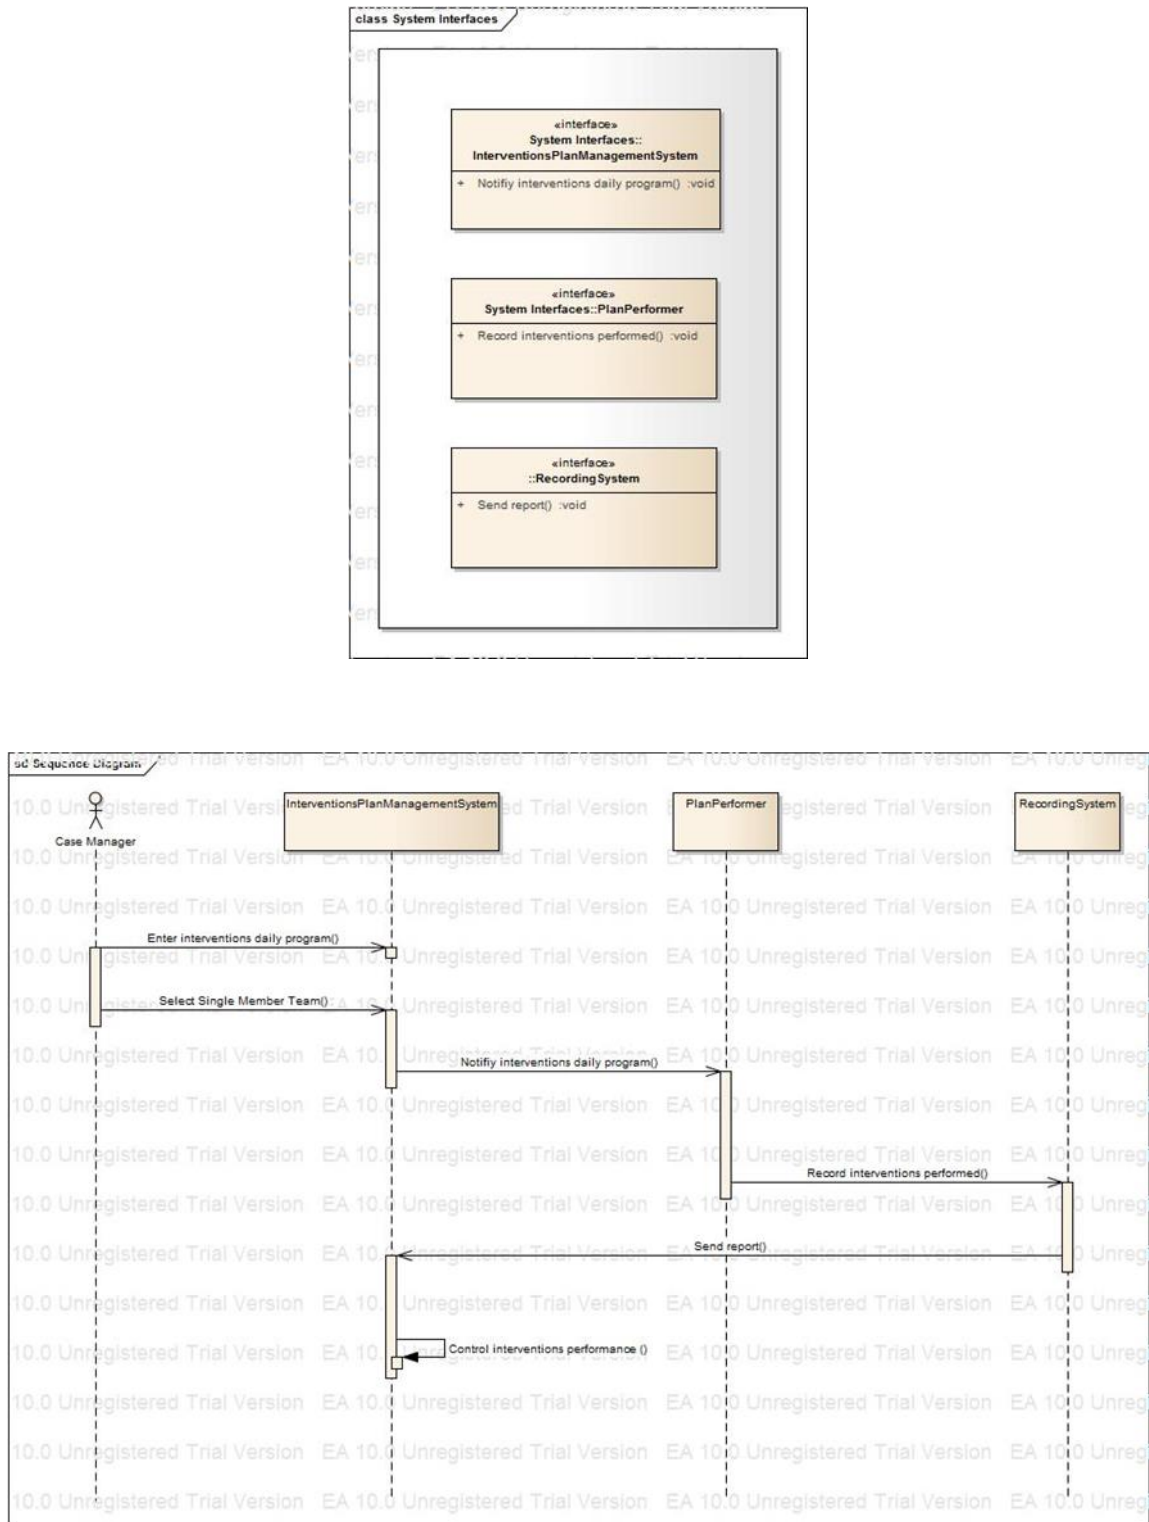 class System Interfaces
«interface»
System Interfaces::
InterventionsPlanManagementSystem
+ Notifiy interventions daily program() :void
«interface»
System Interfaces::PlanPerformer
+ Record interventions performed() :void
«interface»
::RecordingSystem
+ Send report() :void
sd Sequence Diagram
Case Manager
InterventionsPlanManagementSystem
PlanPerformer
RecordingSystem
Enter interventions daily program()
Select Single Member Team()
Notifiy interventions daily program()
Record interventions performed()
Send report()
Control interventions performance ()
EA 10.0 Unregistered Trial Version